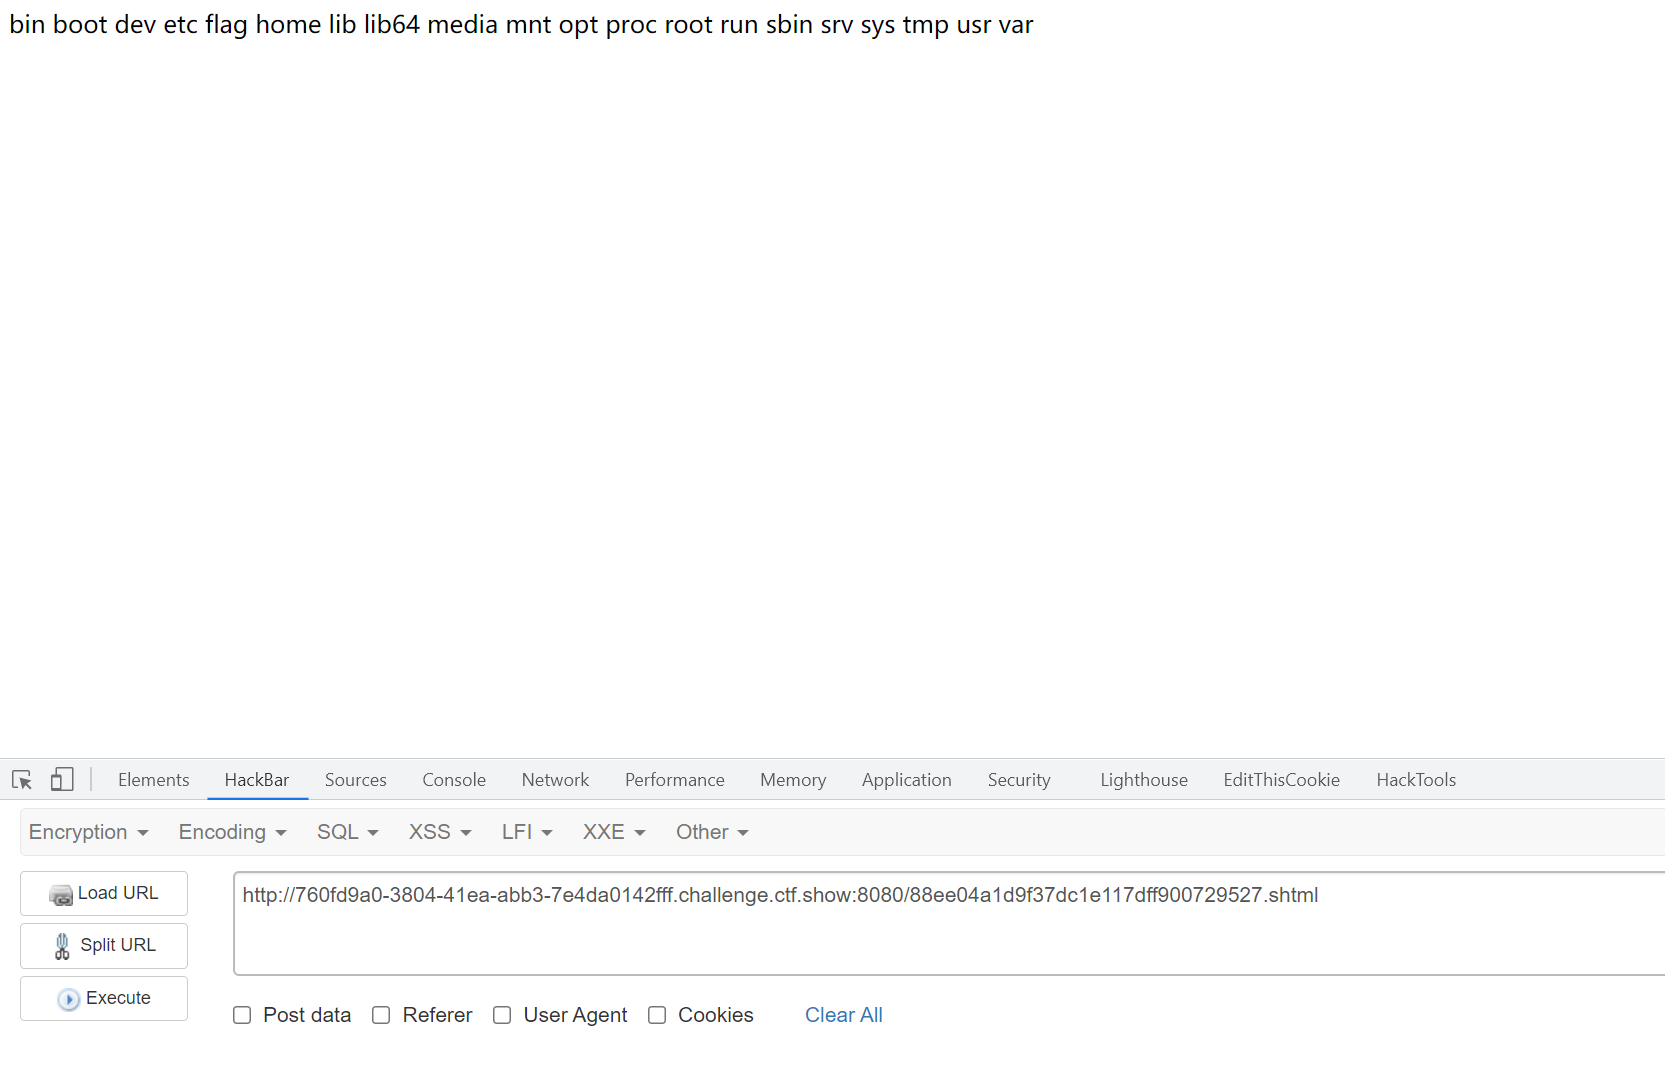 bin boot dev etc flag home lib lib64 media mnt opt proc root run sbin srv sys tmp usr var
Elements HackBar Sources Console Network Performance Memory Application Security Lighthouse EditThisCookie HackTools
Encryption Encoding SQL XSS LFI XXE Other
Load URL http://760fd9a0-3804-41ea-abb3-7e4da0142fff.challenge.ctf.show:8080/88ee04a1d9f37dc1e117dff900729527.shtml
Split URL
Execute
Post data Referer User Agent Cookies Clear All